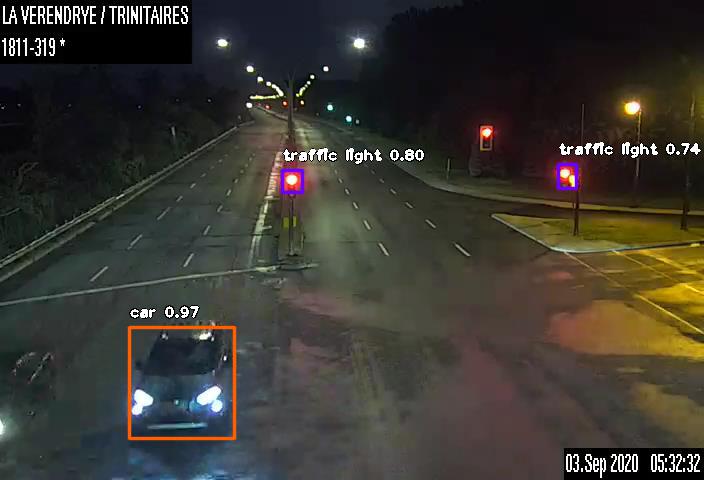 LA VERENDRYE / TRINITAIRES
1811-319 *
traffic light 0.80
traffic light 0.74
car 0.97
03.Sep 2020 05:32:32